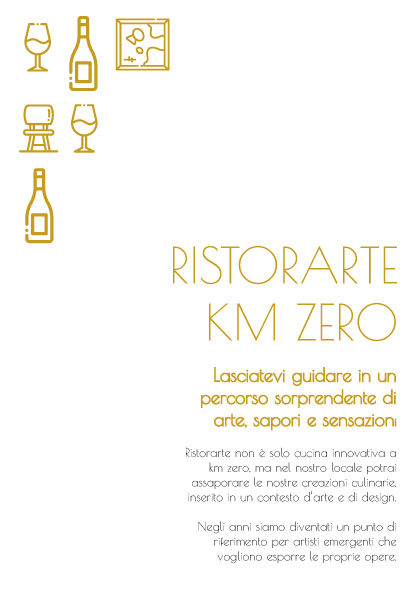 RISTORARTE
KM ZERO
Lasciatevi guidare in un
percorso sorprendente di
arte, sapori e sensazioni
Ristorarte non è solo cucina innovativa a
km zero, ma nel nostro locale potrai
assaporare le nostre creazioni culinarie,
inserito in un contesto d'arte e di design.
Negli anni siamo diventati un punto di
riferimento per artisti emergenti che
vogliono esporre le proprie opere.